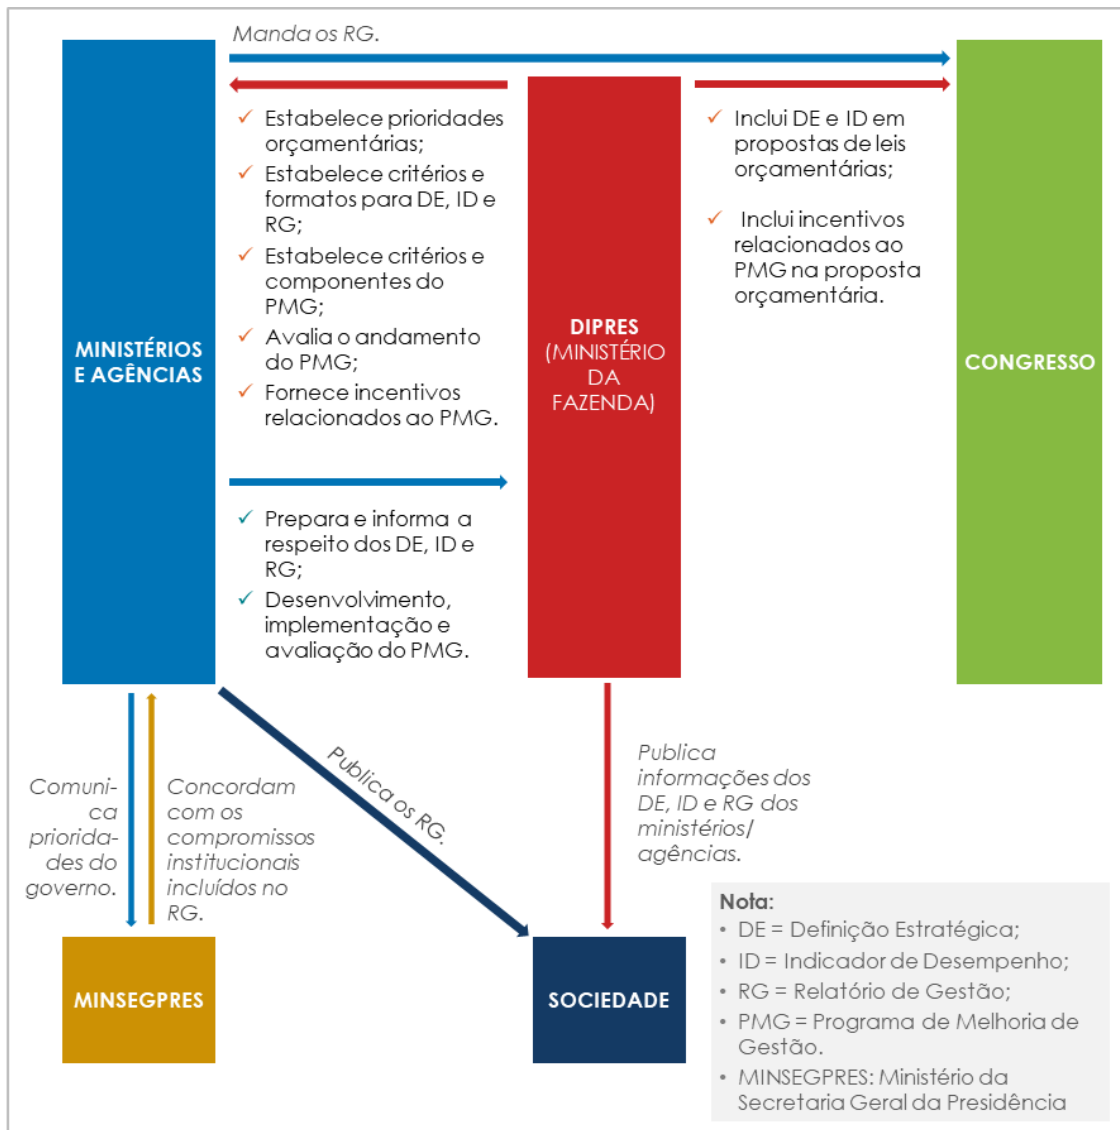 Manda os RG.
MINISTÉRIOS
E AGÊNCIAS
Estabelece prioridades
orçamentárias;
Estabelece critérios e
formatos para DE, ID e
RG;
Estabelece critérios e
componentes do
PMG;
Avalia o andamento
do PMG;
Fornece incentivos
relacionados ao PMG.
Prepara e informa a
respeito dos DE, ID e
RG;
Desenvolvimento,
implementação e
avaliação do PMG.
DIPRES
(MINISTÉRIO
DA
FAZENDA)
Inclui DE e ID em
propostas de leis
orçamentárias;
Inclui incentivos
relacionados ao
PMG na proposta
orçamentária.
CONGRESSO
Comuni-
ca
priorida-
des do
governo.
Concordam
com os
compromissos
institucionais
incluídos no
RG.
Publica os RG.
Publica
informações dos
DE, ID e RG dos
ministérios/
agências.
MINSEGPRES
SOCIEDADE
Nota:
• DE = Definição Estratégica;
• ID = Indicador de Desempenho;
• RG = Relatório de Gestão;
• PMG = Programa de Melhoria de
Gestão.
• MINSEGPRES: Ministério da
Secretaria Geral da Presidência